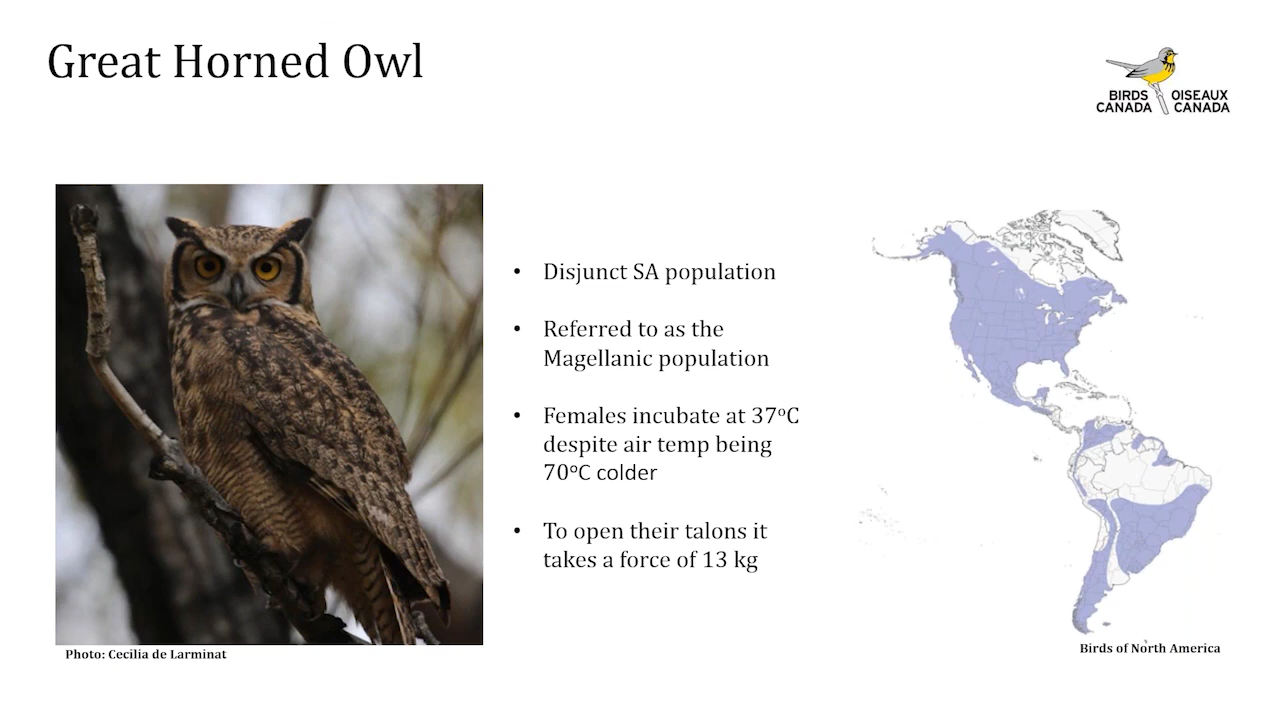 Great Horned Owl
BIRDS CANADA
OISEAUX CANADA
• Disjunct SA population
• Referred to as the
Magellanic population
• Females incubate at 37ºC
despite air temp being
70ºC colder
• To open their talons it
takes a force of 13 kg
Photo: Cecilia de Larminat
Birds of North America